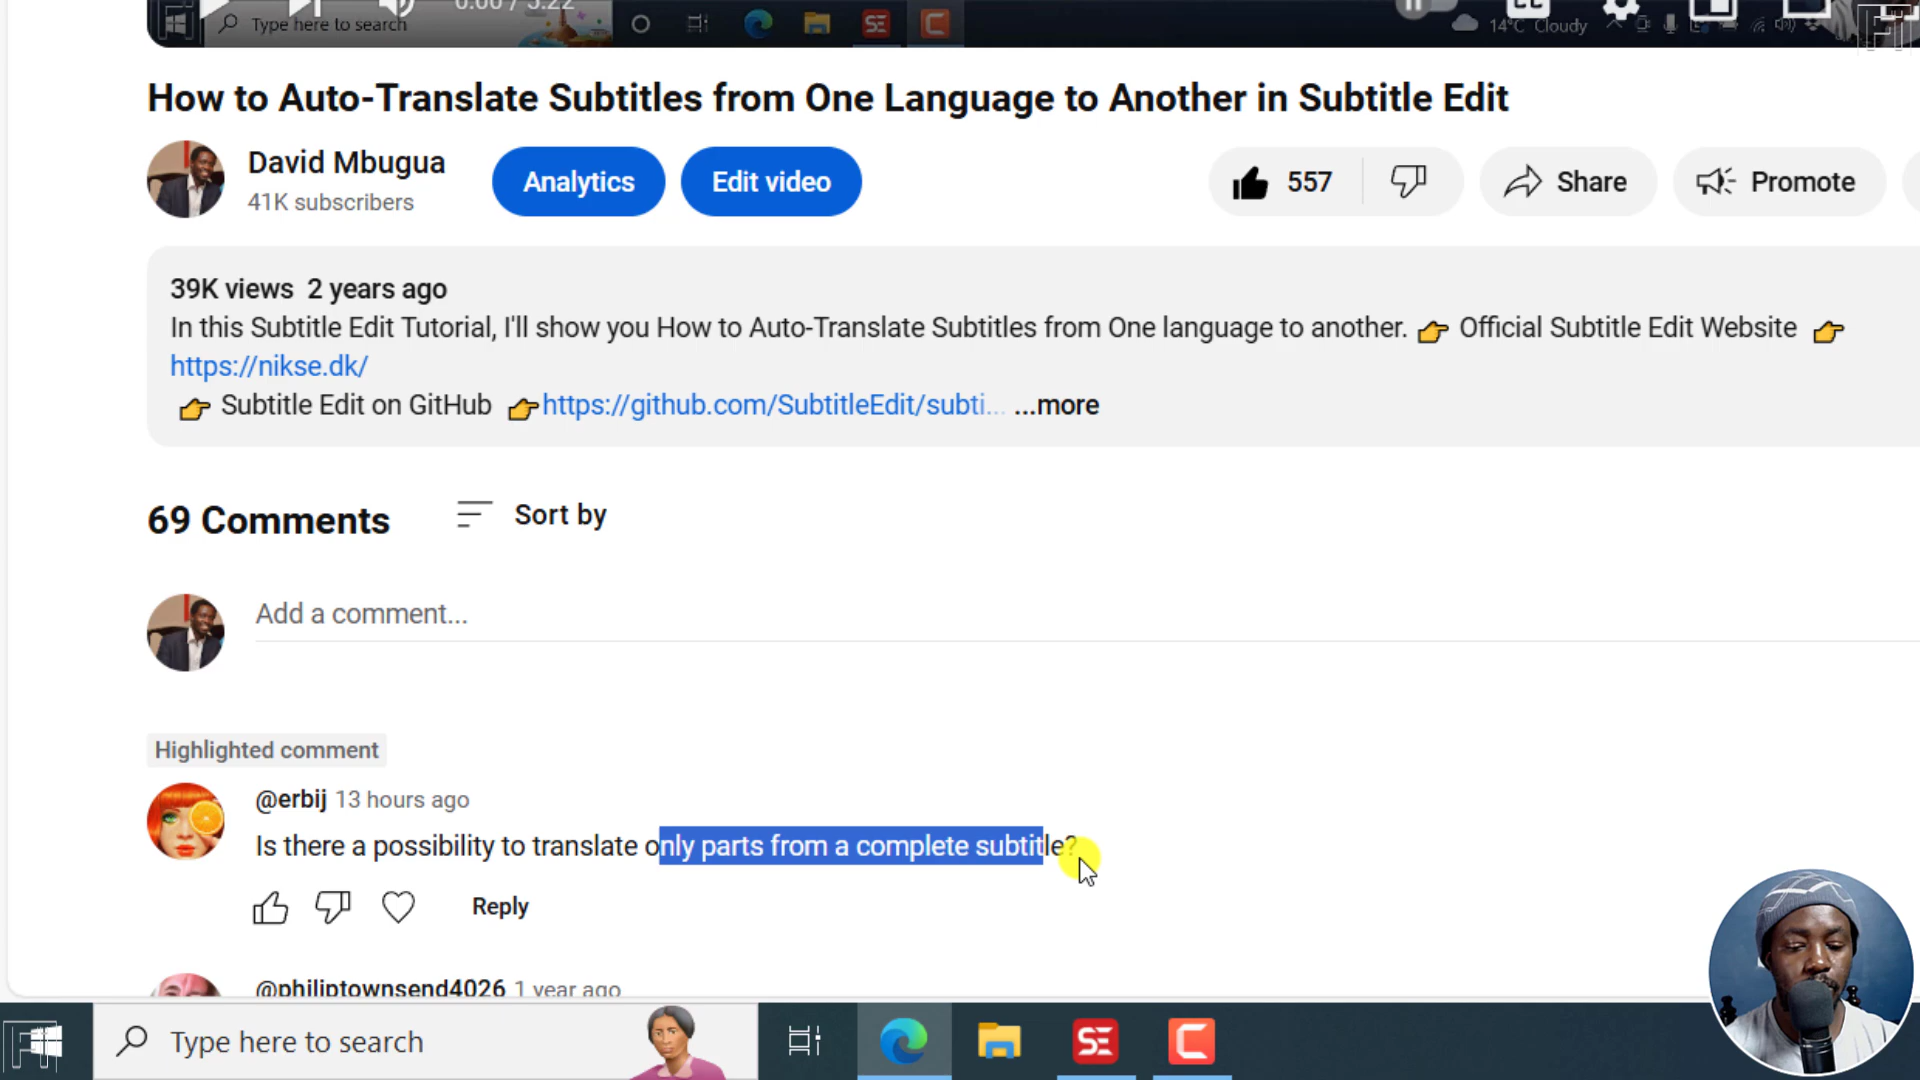 0:00 / 5:22
Type here to search
14°C Cloudy
How to Auto-Translate Subtitles from One Language to Another in Subtitle Edit
David Mbugua
41K subscribers
Analytics
Edit video
557
Share
Promote
39K views 2 years ago
In this Subtitle Edit Tutorial, I'll show you How to Auto-Translate Subtitles from One language to another. 👉 Official Subtitle Edit Website 👉
https://nikse.dk/
👉 Subtitle Edit on GitHub 👉https://github.com/SubtitleEdit/subti... ...more
69 Comments
Sort by
Add a comment...
Highlighted comment
@erbij 13 hours ago
Is there a possibility to translate only parts from a complete subtitle?
Reply
@philiptownsend4026 1 year ago
Type here to search
SE